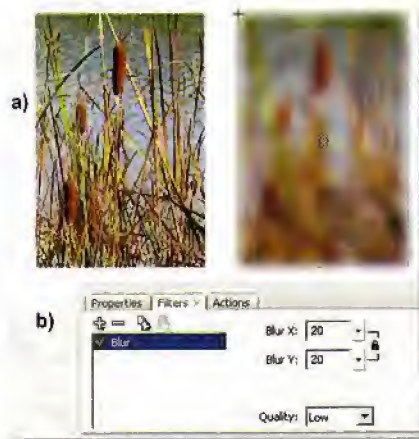 a)
b)
Properties Filters × Actions
Blur
Blur X: 20
Blur Y: 20
Quality: Low